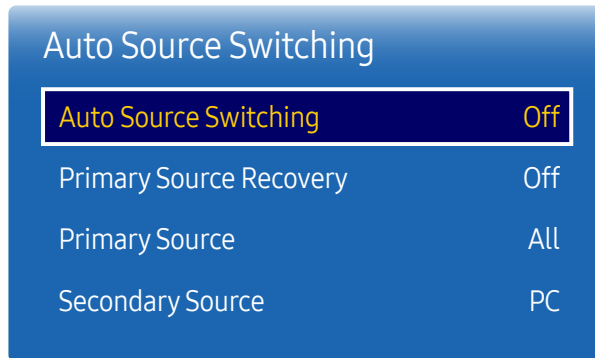 Auto Source Switching
Auto Source Switching Off
Primary Source Recovery Off
Primary Source All
Secondary Source PC